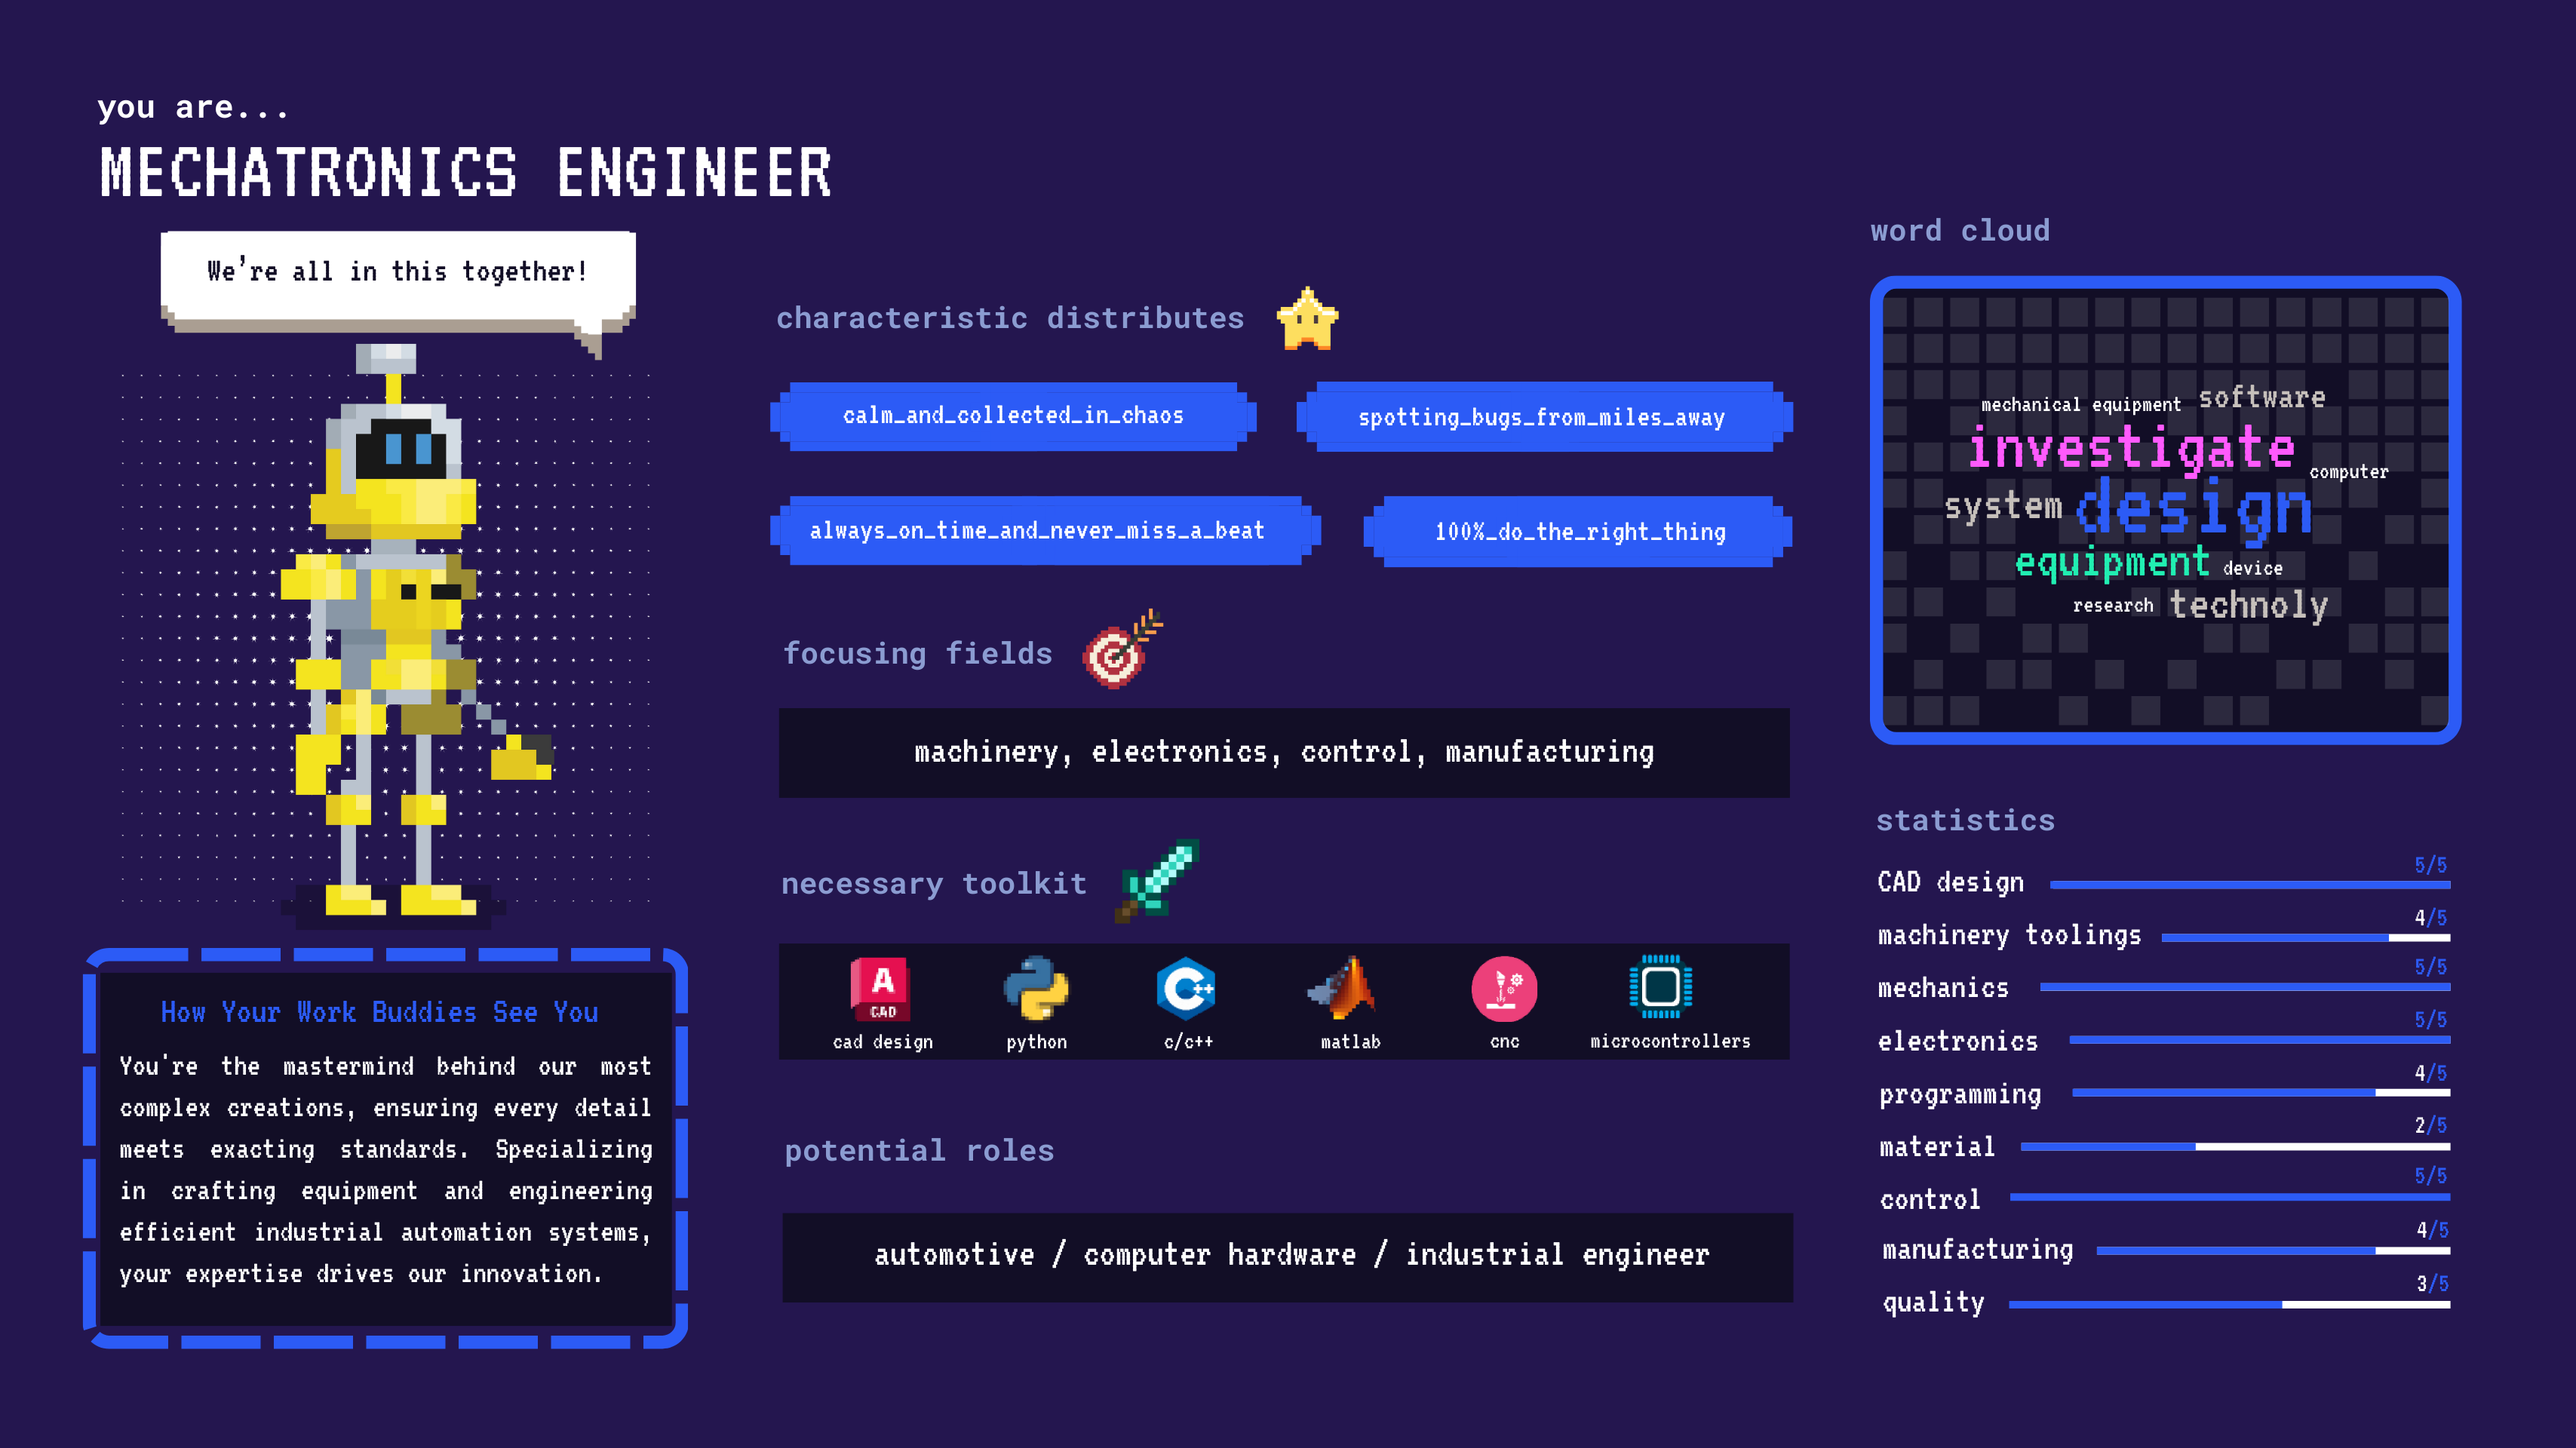 you are...
MECHATRONICS ENGINEER
We're all in this together!
How Your Work Buddies See You
You're the mastermind behind our most
complex creations, ensuring every detail
meets exacting standards. Specializing
in crafting equipment and engineering
efficient industrial automation systems,
your expertise drives our innovation.
characteristic distributes
calm_and_collected_in_chaos
spotting_bugs_from_miles_away
always_on_time_and_never_miss_a_beat
100%_do_the_right_thing
focusing fields
machinery, electronics, control, manufacturing
necessary toolkit
A
CAD
C++
cad design
python
c/c++
matlab
cnc
microcontrollers
potential roles
automotive / computer hardware / industrial engineer
word cloud
mechanical equipment
software
investigate
computer
system
design
equipment
device
research
technoly
statistics
CAD design 5/5
machinery toolings 4/5
mechanics 5/5
electronics 5/5
programming 4/5
material 2/5
control 5/5
manufacturing 4/5
quality 3/5